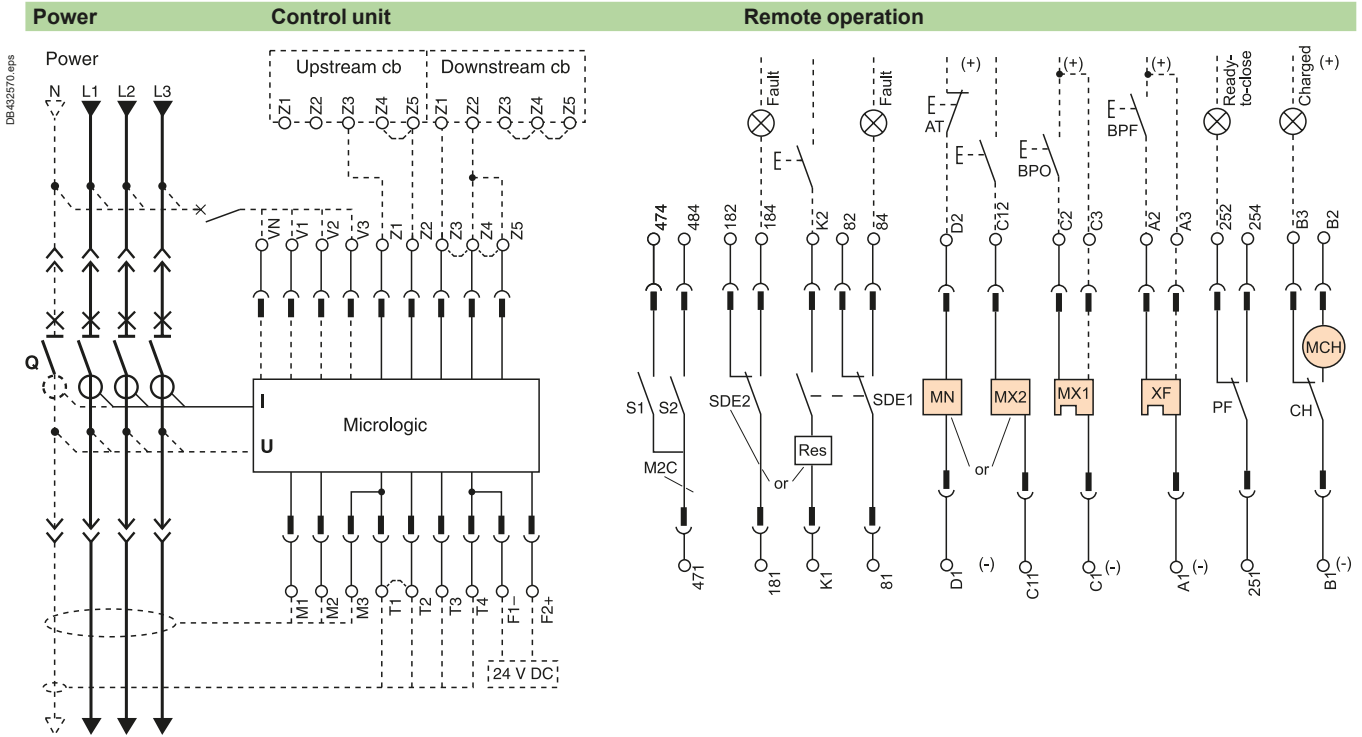 Power Control unit Remote operation
DB432570.eps
Power
N L1 L2 L3
Upstream cb Downstream cb
Z1 Z2 Z3 Z4 Z5 Z1 Z2 Z3 Z4 Z5
Fault Fault
AT (+)
BPO (+)
BPF (+)
Ready-
to-close
Charged (+)
VN V1 V2 V3 Z1 Z2 Z3 Z4 Z5
474 484 182 184 K2 82 84 D2 C12 C2 C3 A2 A3 252 254 B3 B2
Q
I
U
Micrologic
S1 S2 SDE2 SDE1 MN MX2 MX1 XF PF CH MCH
M2C
Res
or
or
M1 M2 M3 T1 T2 T3 T4 F1– F2+
471 181 K1 81 D1 (-) C11 C1 (-) A1 (-) 251 B1 (-)
24 V DC